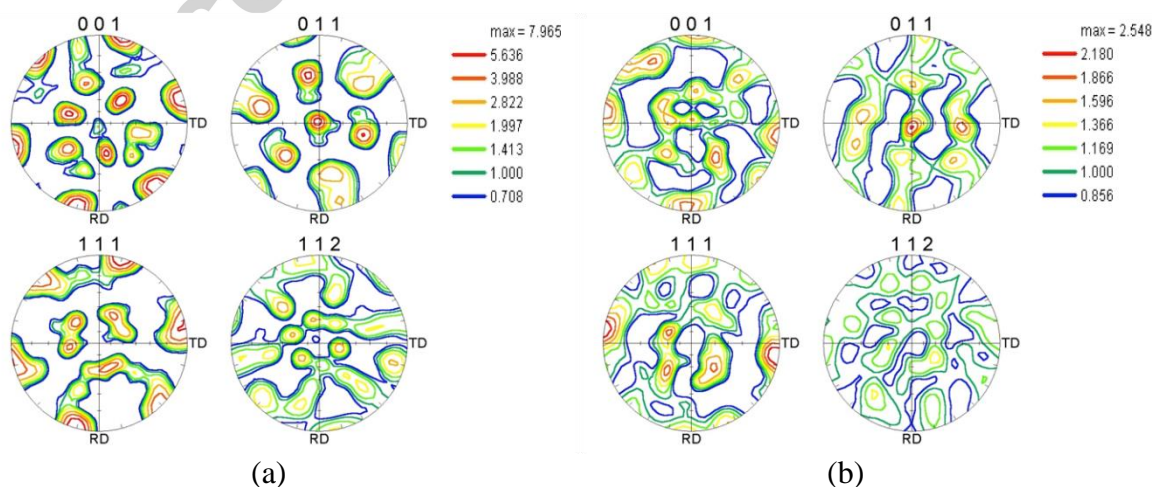 0 0 1
0 1 1
max = 7.965
5.636
3.988
2.822
1.997
1.413
1.000
0.708
TD
TD
RD
RD
1 1 1
1 1 2
TD
TD
RD
RD
(a)
0 0 1
0 1 1
max = 2.548
2.180
1.866
1.596
1.366
1.169
1.000
0.856
TD
TD
RD
RD
1 1 1
1 1 2
TD
TD
RD
RD
(b)